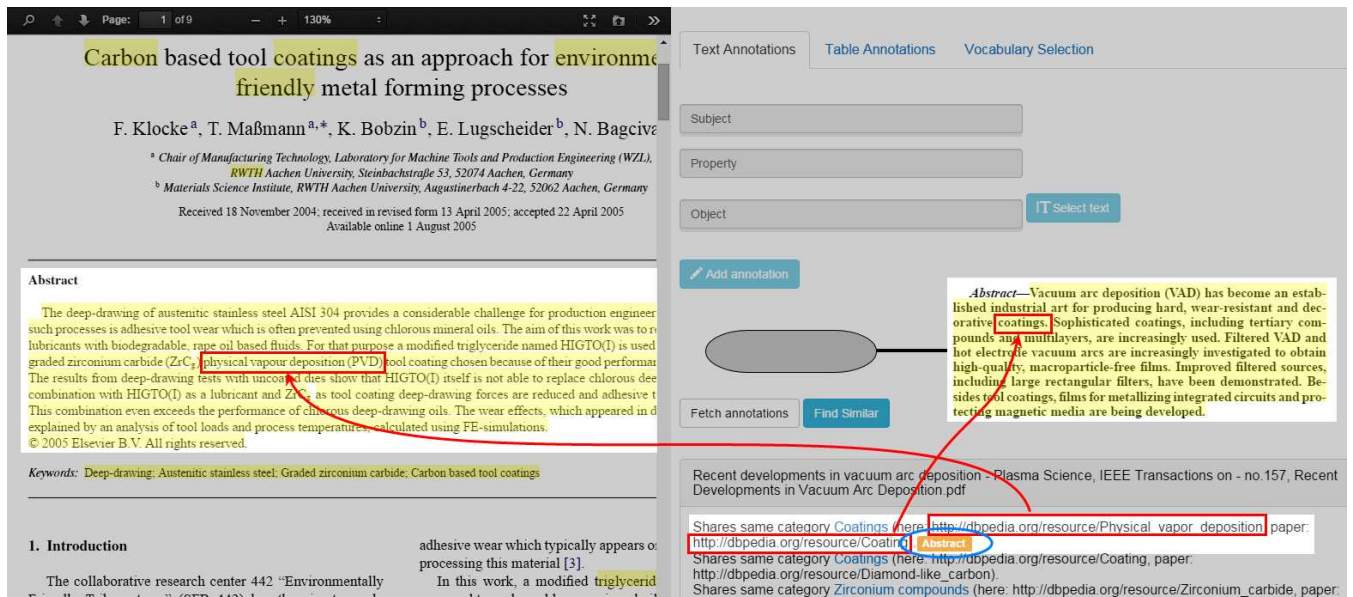 Page: 1 of 9 — + 130%
Carbon based tool coatings as an approach for environme
friendly metal forming processes
F. Klocke a, T. Maßmann a,*, K. Bobzin b, E. Lugscheider b, N. Bagciva
a Chair of Manufacturing Technology, Laboratory for Machine Tools and Production Engineering (WZL),
RWTH Aachen University, Steinbachstraße 53, 52074 Aachen, Germany
b Materials Science Institute, RWTH Aachen University, Augustinerbach 4-22, 52062 Aachen, Germany
Received 18 November 2004; received in revised form 13 April 2005; accepted 22 April 2005
Available online 1 August 2005
Abstract
The deep-drawing of austenitic stainless steel AISI 304 provides a considerable challenge for production engineer
such processes is adhesive tool wear which is often prevented using chlorous mineral oils. The aim of this work was to re
lubricants with biodegradable, rape oil based fluids. For that purpose a modified triglyceride named HIGTO(I) is used
graded zirconium carbide (ZrCg) physical vapour deposition (PVD) tool coating chosen because of their good performan
The results from deep-drawing tests with uncoated dies show that HIGTO(I) itself is not able to replace chlorous dee
combination with HIGTO(I) as a lubricant and ZrCg as tool coating deep-drawing forces are reduced and adhesive t
This combination even exceeds the performance of chlorous deep-drawing oils. The wear effects, which appeared in d
explained by an analysis of tool loads and process temperatures, calculated using FE-simulations.
© 2005 Elsevier B.V. All rights reserved.
Keywords: Deep-drawing; Austenitic stainless steel; Graded zirconium carbide; Carbon based tool coatings
1. Introduction
The collaborative research center 442 “Environmentally
adhesive wear which typically appears o
processing this material [3].
In this work, a modified triglycerid
Text Annotations Table Annotations Vocabulary Selection
Subject
Property
Object
Select text
Add annotation
Abstract—Vacuum arc deposition (VAD) has become an estab-
lished industrial art for producing hard, wear-resistant and dec-
orative coatings. Sophisticated coatings, including tertiary com-
pounds and multilayers, are increasingly used. Filtered VAD and
hot electrode vacuum arcs are increasingly investigated to obtain
high-quality, macroparticle-free films. Improved filtered sources,
including large rectangular filters, have been demonstrated. Be-
sides tool coatings, films for metallizing integrated circuits and pro-
tecting magnetic media are being developed.
Fetch annotations Find Similar
Recent developments in vacuum arc deposition - Plasma Science, IEEE Transactions on - no.157, Recent
Developments in Vacuum Arc Deposition.pdf
Shares same category Coatings (here: http://dbpedia.org/resource/Physical_vapor_deposition, paper:
http://dbpedia.org/resource/Coating Abstract
Shares same category Coatings (here: http://dbpedia.org/resource/Coating, paper:
http://dbpedia.org/resource/Diamond-like_carbon).
Shares same category Zirconium compounds (here: http://dbpedia.org/resource/Zirconium_carbide, paper: